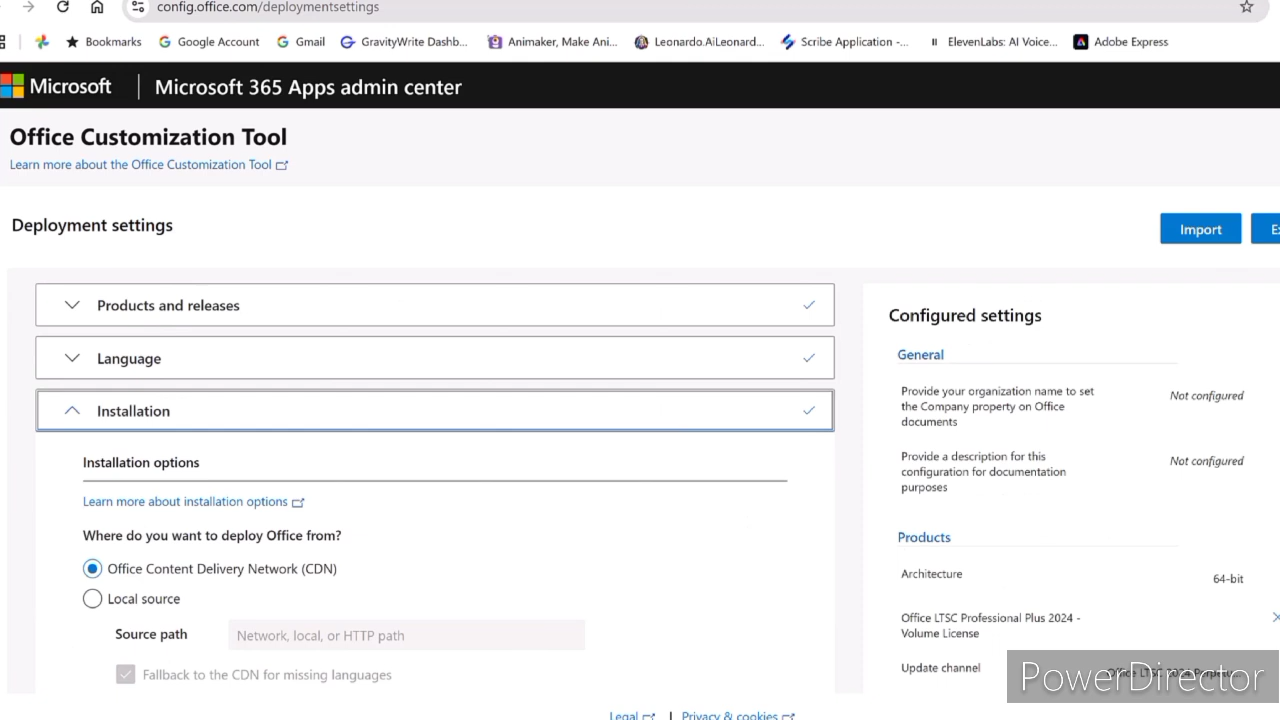 config.office.com/deploymentsettings
Bookmarks
Google Account
Gmail
GravityWrite Dashb...
Animaker, Make Ani...
Leonardo.AiLeonard...
Scribe Application -...
ElevenLabs: AI Voice...
Adobe Express
Microsoft
Microsoft 365 Apps admin center
Office Customization Tool
Learn more about the Office Customization Tool
Deployment settings
Import
Products and releases
Language
Installation
Installation options
Learn more about installation options
Where do you want to deploy Office from?
Office Content Delivery Network (CDN)
Local source
Source path
Network, local, or HTTP path
Fallback to the CDN for missing languages
Configured settings
General
Provide your organization name to set
the Company property on Office
documents
Not configured
Provide a description for this
configuration for documentation
purposes
Not configured
Products
Architecture
64-bit
Office LTSC Professional Plus 2024 -
Volume License
Update channel
Office LTSC 2024 Perpetu...
PowerDirector
Legal
Privacy & cookies